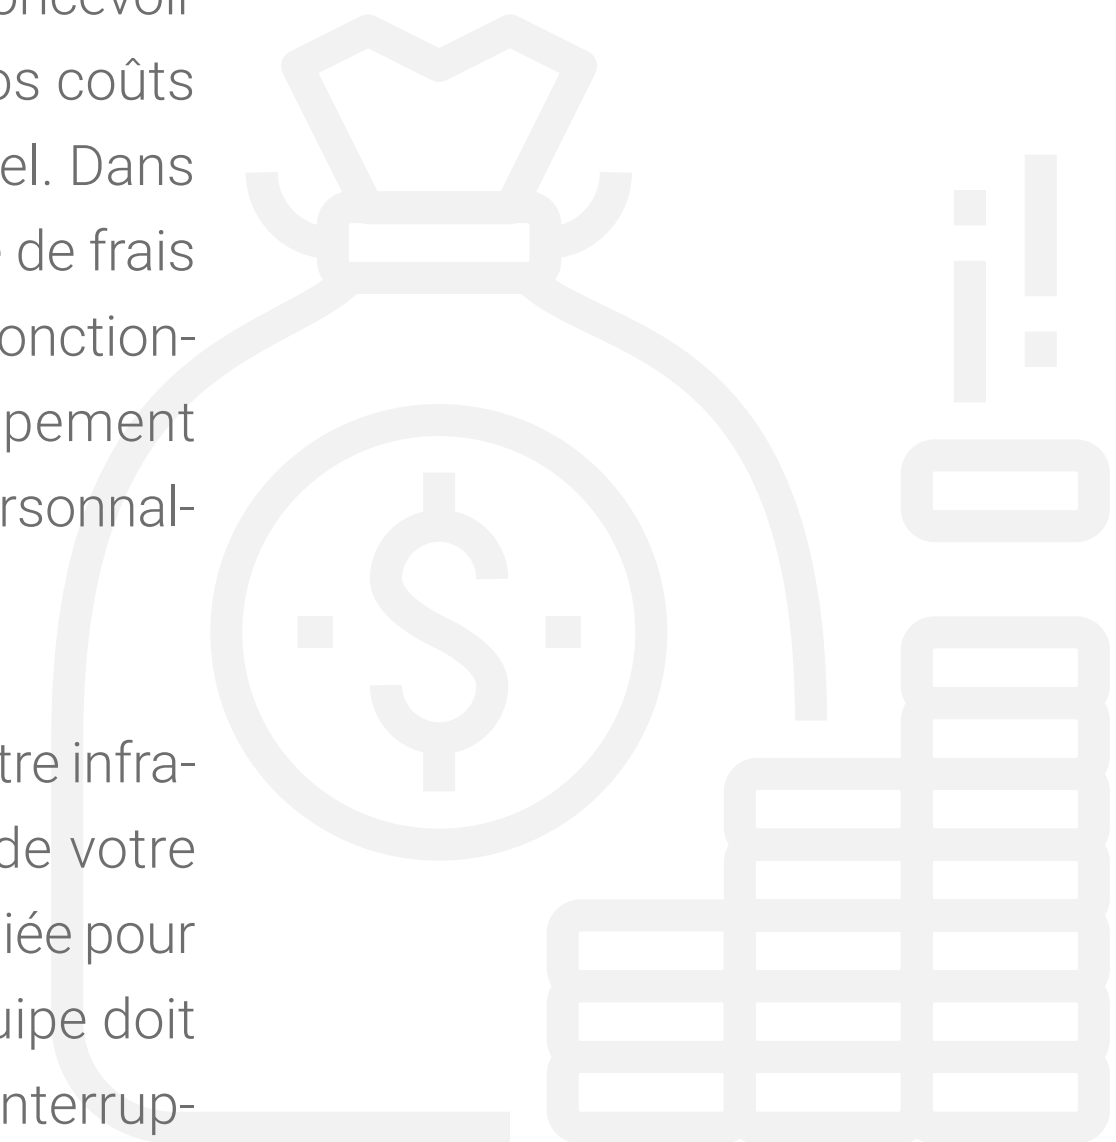 oncevoir
os coûts
el. Dans
de frais
onction-
pement
rsonnal-
tre infra-
de votre
iée pour
uipe doit
nterrup-